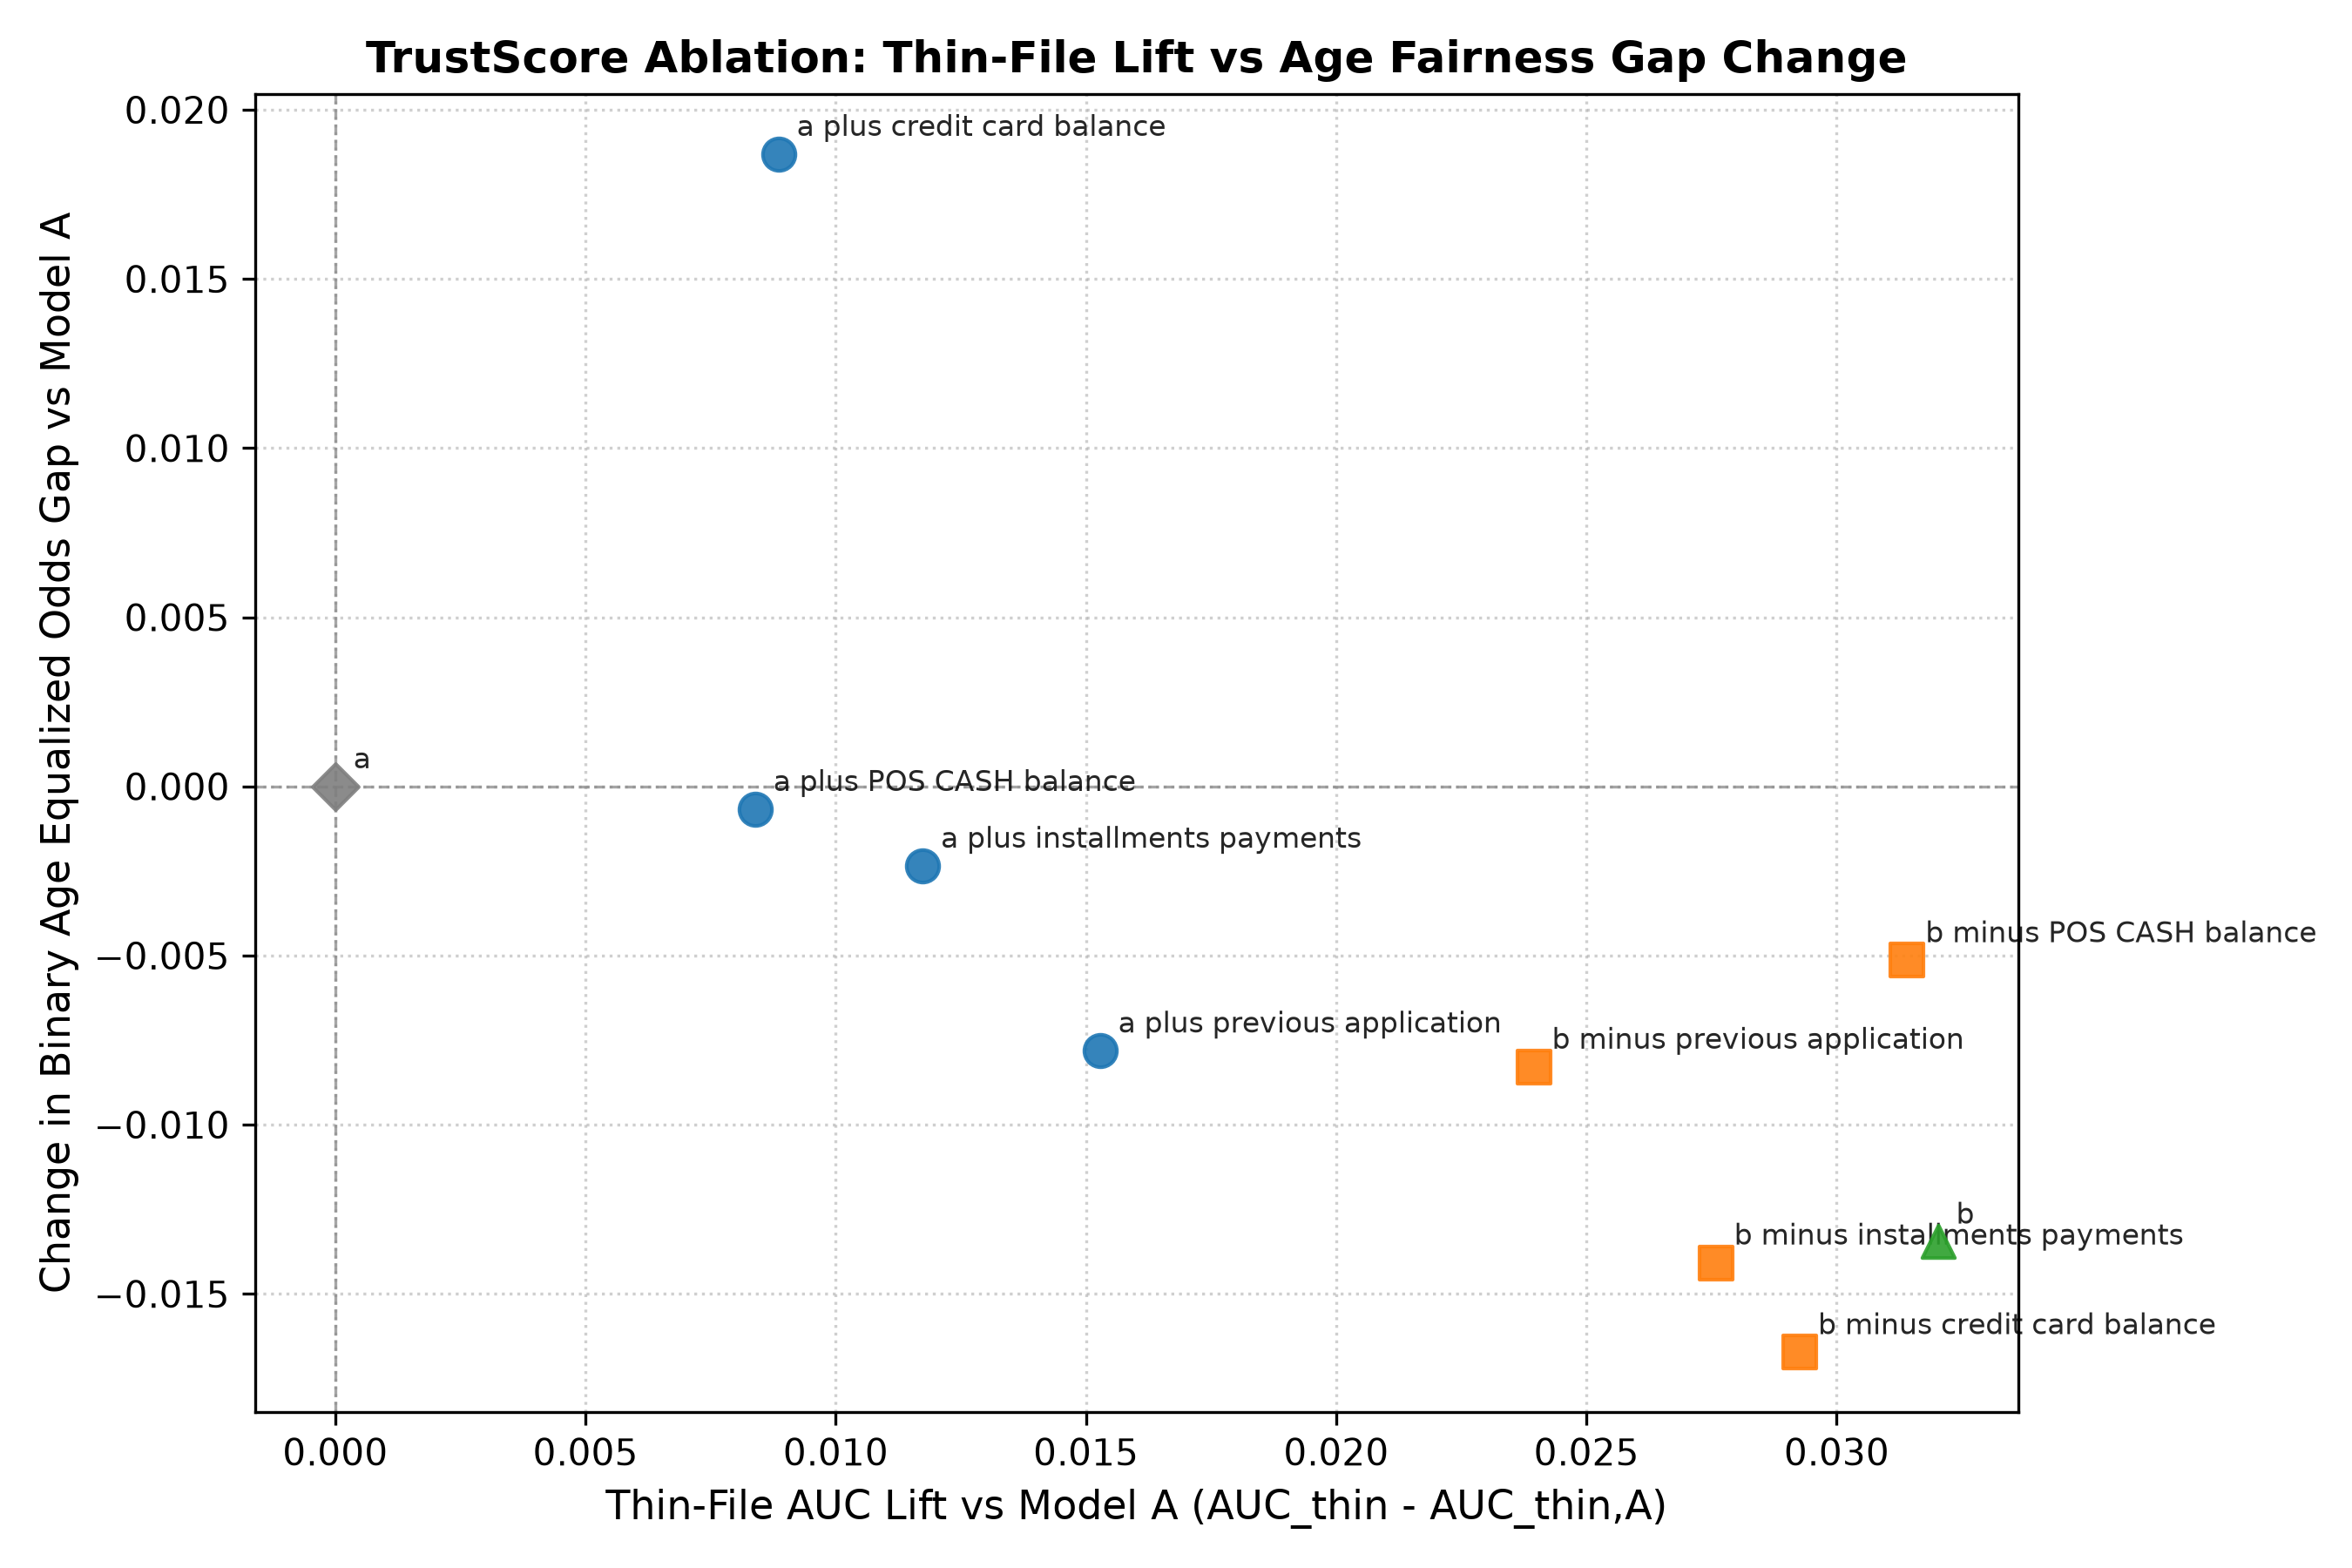 TrustScore Ablation: Thin-File Lift vs Age Fairness Gap Change
Change in Binary Age Equalized Odds Gap vs Model A
0.020
0.015
0.010
0.005
0.000
−0.005
−0.010
−0.015
a plus credit card balance
a
a plus POS CASH balance
a plus installments payments
b minus POS CASH balance
a plus previous application
b minus previous application
b
b minus installments payments
b minus credit card balance
0.000
0.005
0.010
0.015
0.020
0.025
0.030
Thin-File AUC Lift vs Model A (AUC_thin - AUC_thin,A)